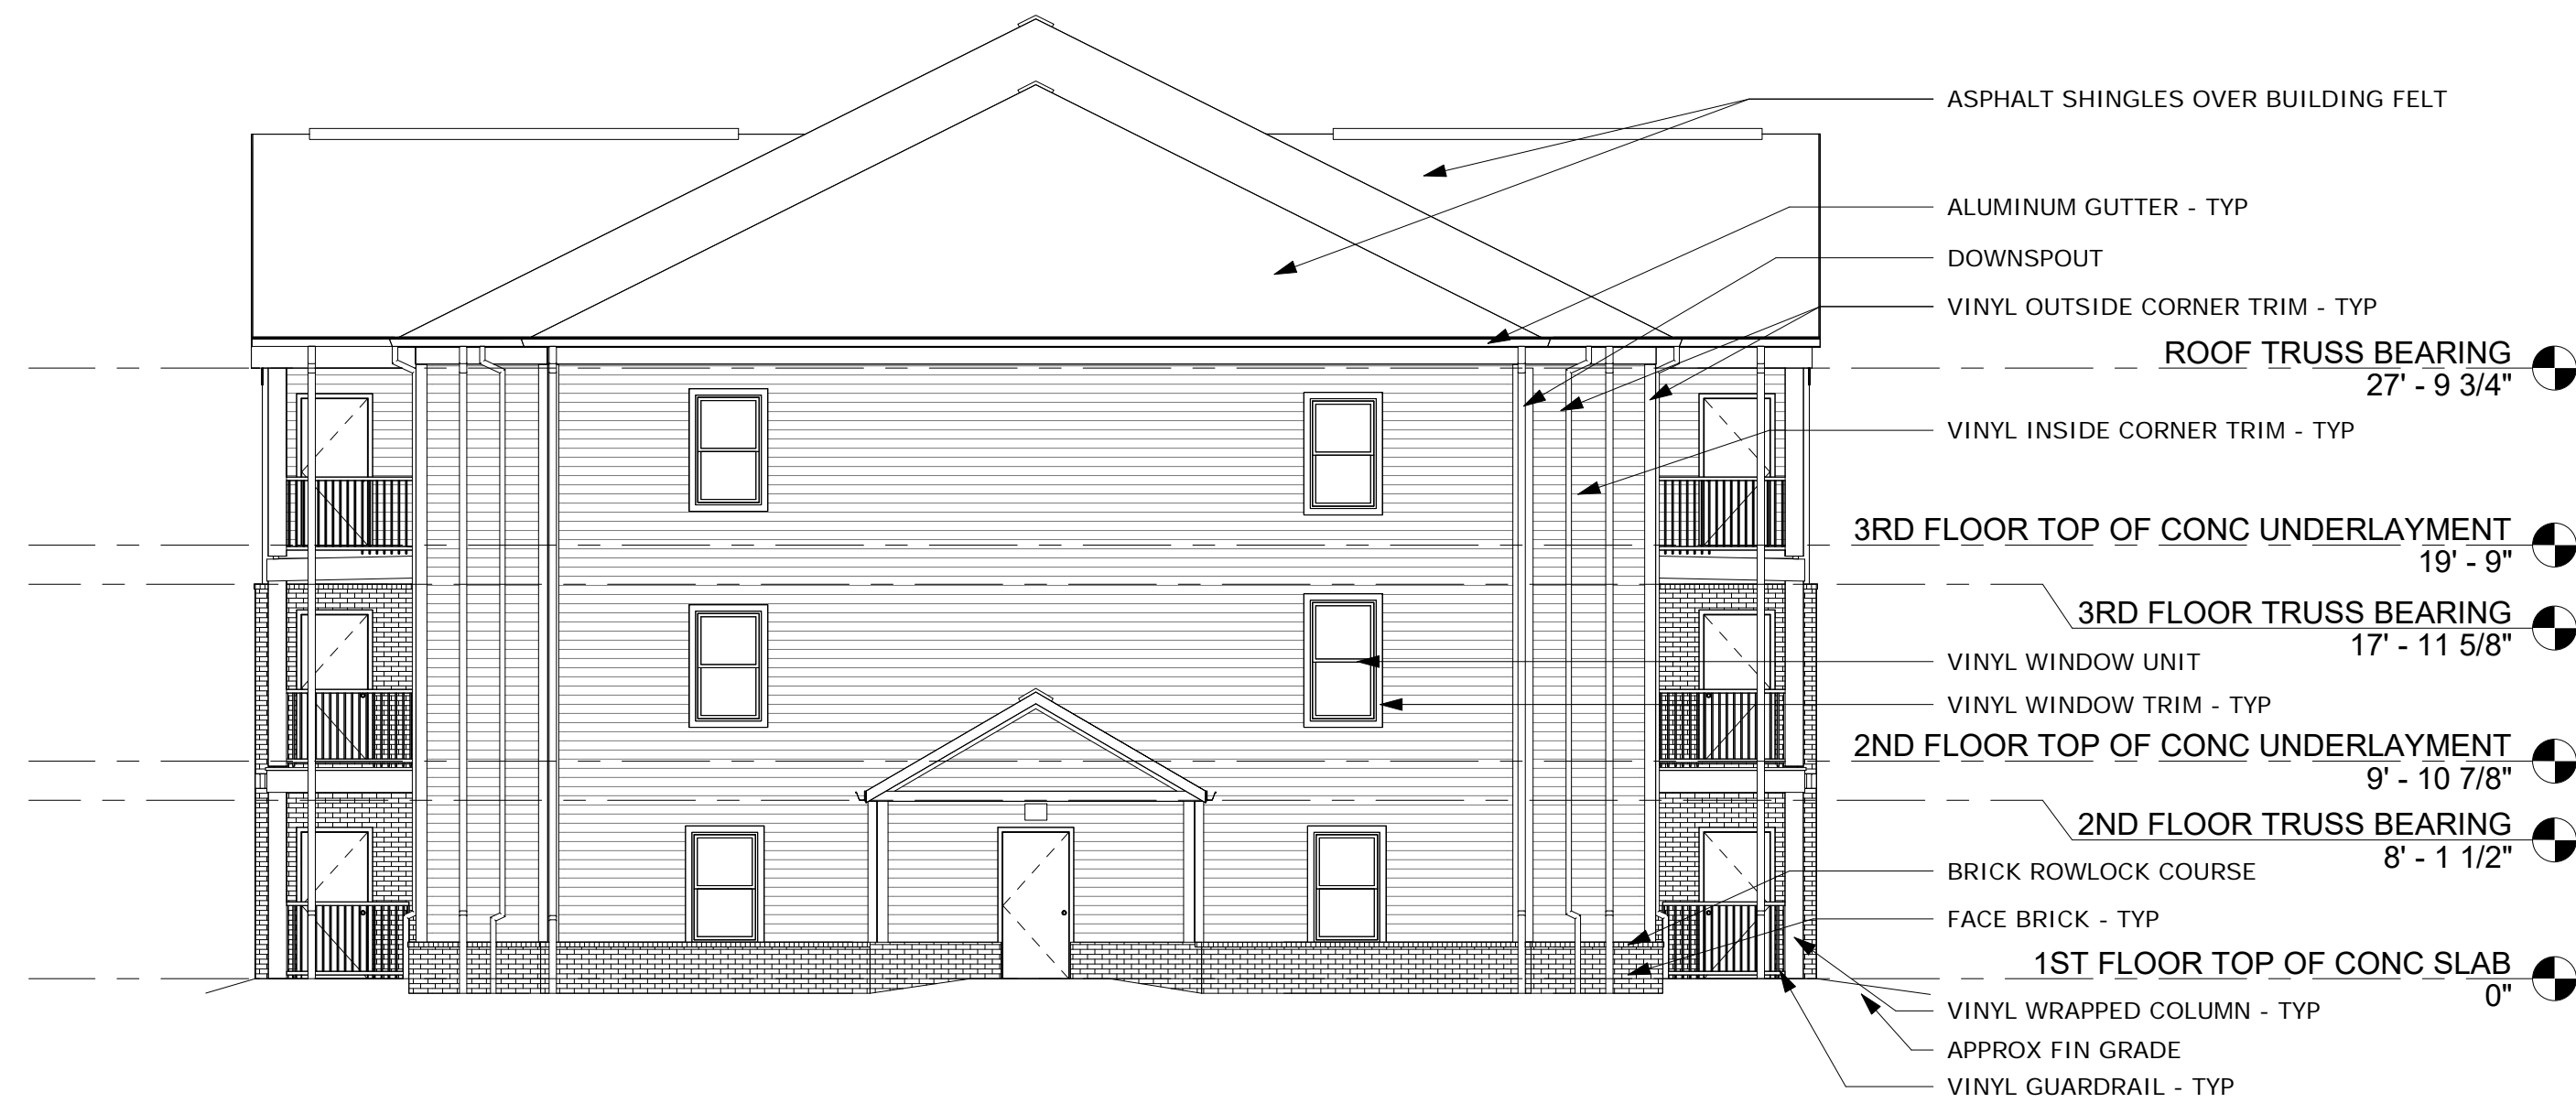 ASPHALT SHINGLES OVER BUILDING FELT
ALUMINUM GUTTER - TYP
DOWNSPOUT
VINYL OUTSIDE CORNER TRIM - TYP
ROOF TRUSS BEARING
27' - 9 3/4"
VINYL INSIDE CORNER TRIM - TYP
3RD FLOOR TOP OF CONC UNDERLAYMENT
19' - 9"
3RD FLOOR TRUSS BEARING
17' - 11 5/8"
VINYL WINDOW UNIT
VINYL WINDOW TRIM - TYP
2ND FLOOR TOP OF CONC UNDERLAYMENT
9' - 10 7/8"
2ND FLOOR TRUSS BEARING
8' - 1 1/2"
BRICK ROWLOCK COURSE
FACE BRICK - TYP
1ST FLOOR TOP OF CONC SLAB
0"
VINYL WRAPPED COLUMN - TYP
APPROX FIN GRADE
VINYL GUARDRAIL - TYP